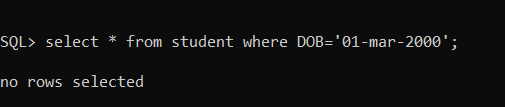 SQL> select * from student where DOB='01-mar-2000';
no rows selected